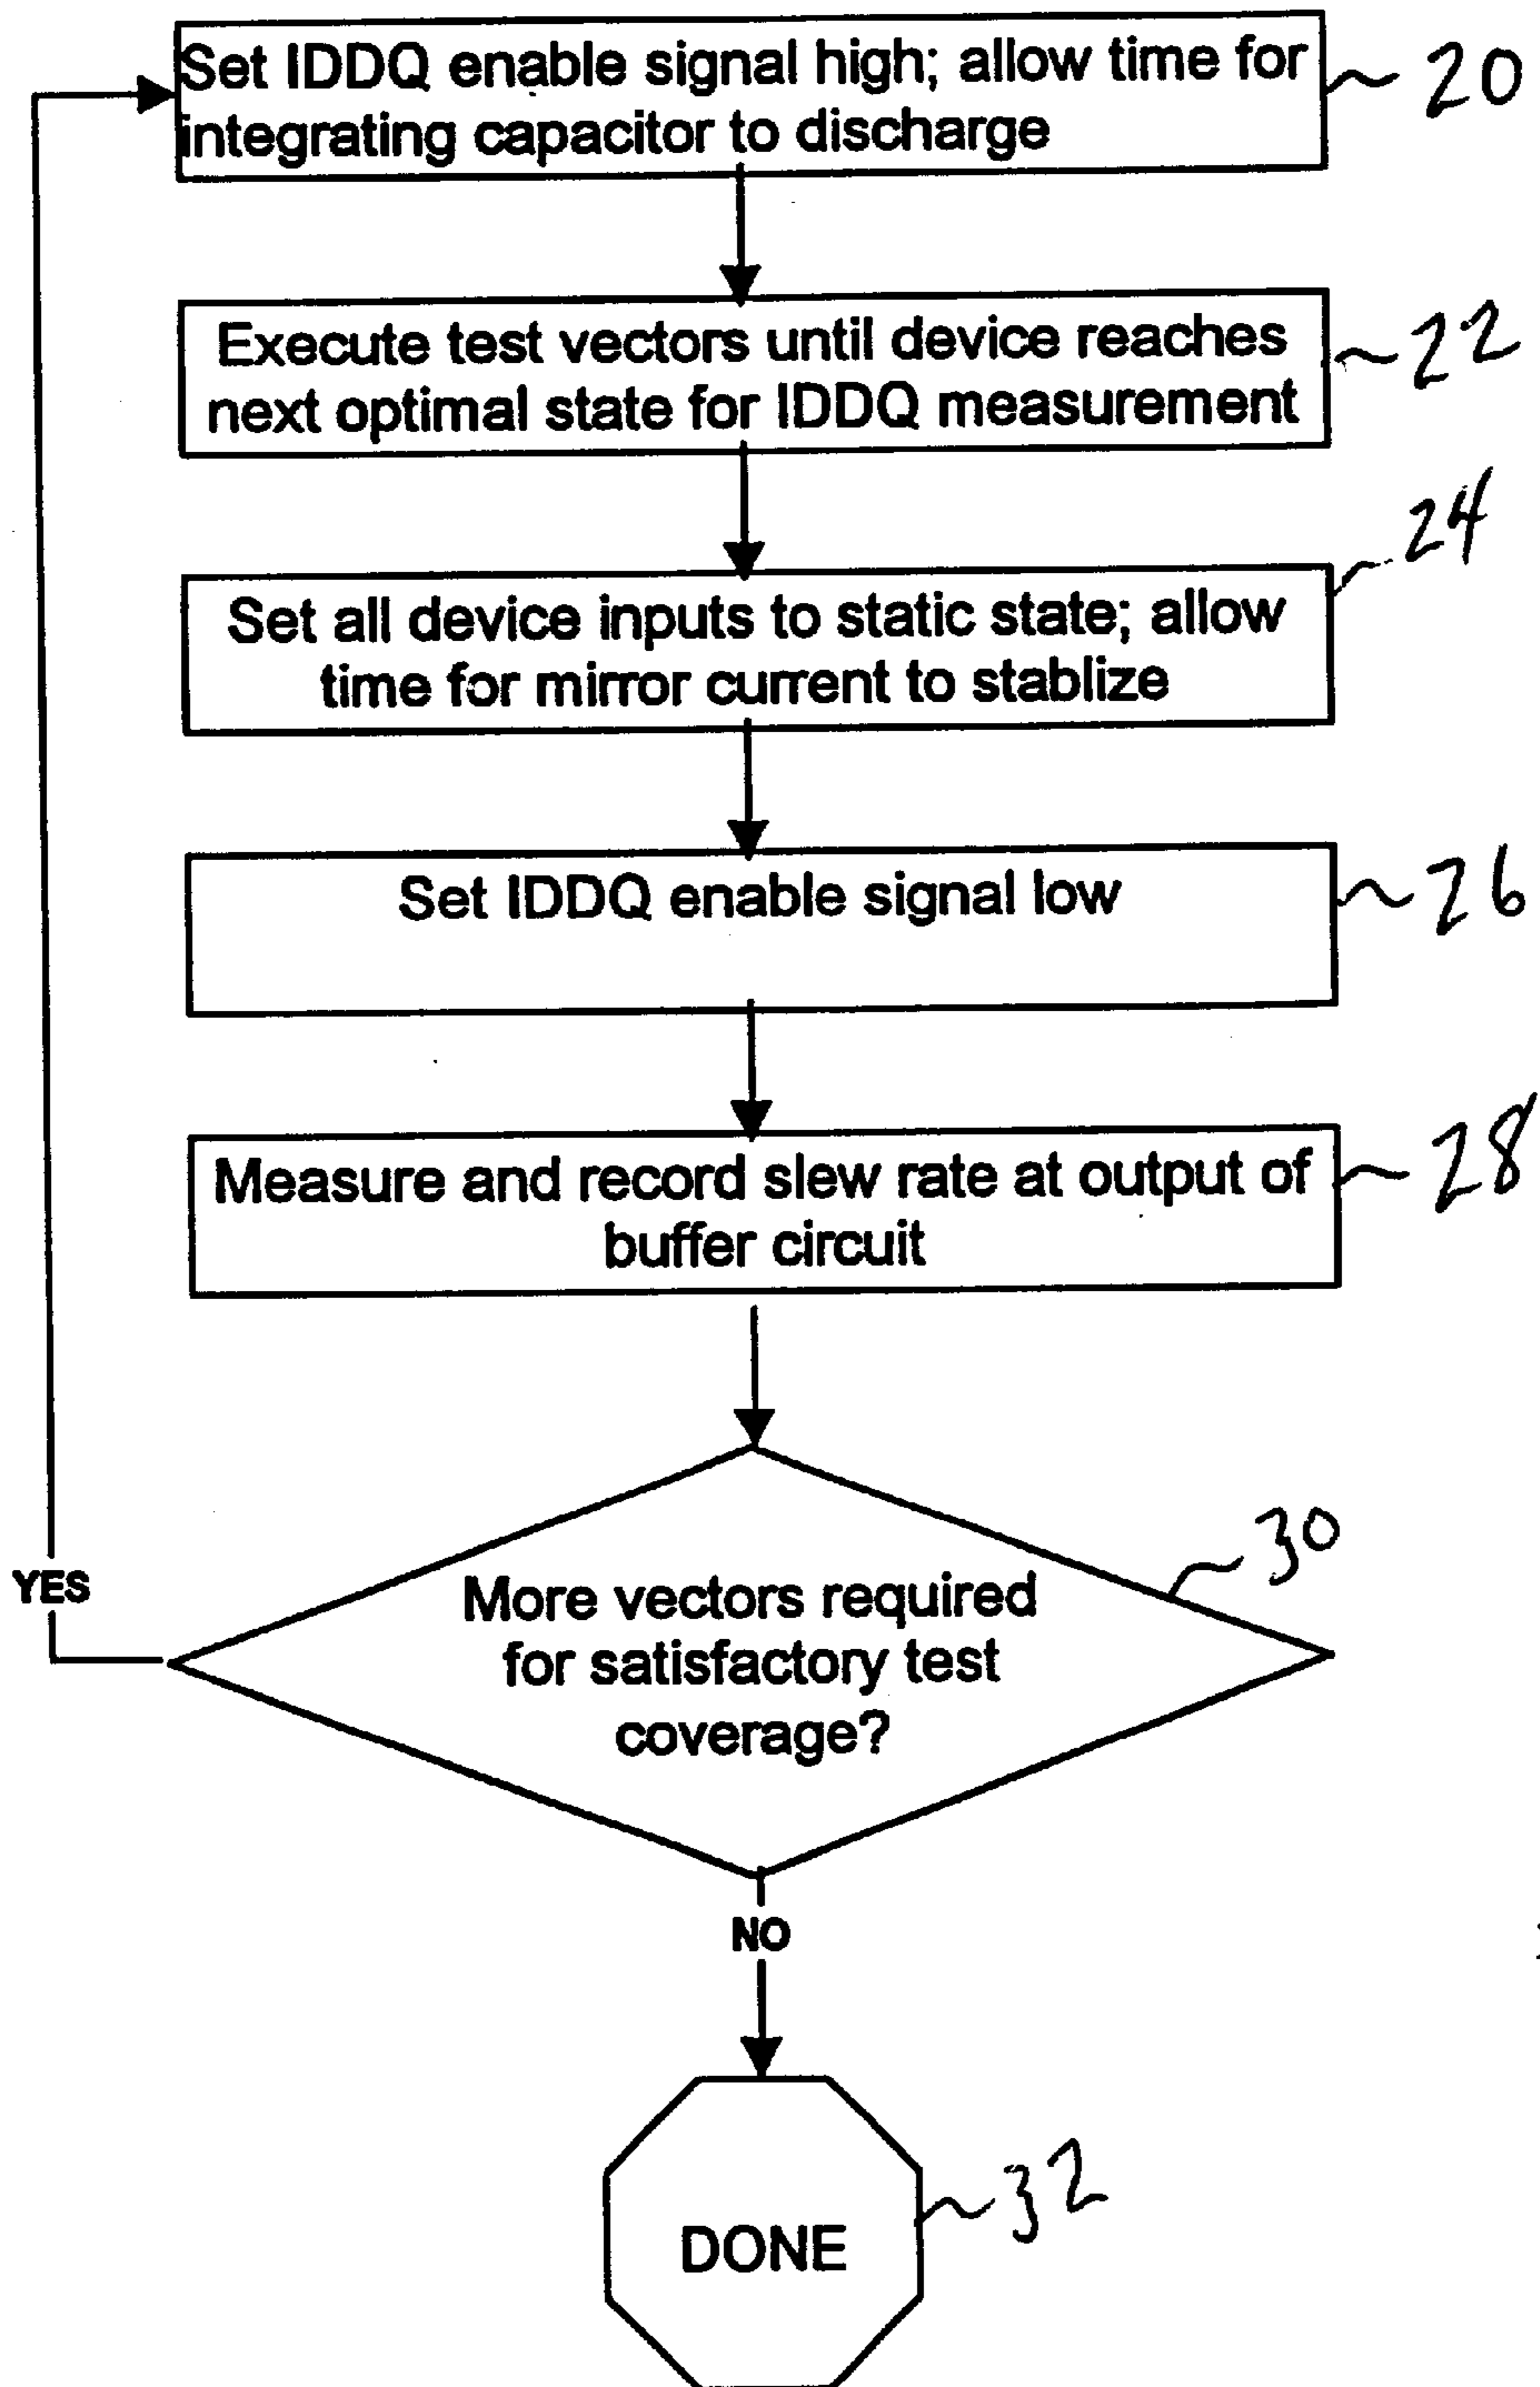 Set IDDQ enable signal high; allow time for
integrating capacitor to discharge
20
Execute test vectors until device reaches
next optimal state for IDDQ measurement
22
24
Set all device inputs to static state; allow
time for mirror current to stablize
Set IDDQ enable signal low
26
Measure and record slew rate at output of
buffer circuit
28
30
More vectors required
for satisfactory test
coverage?
YES
NO
DONE
32